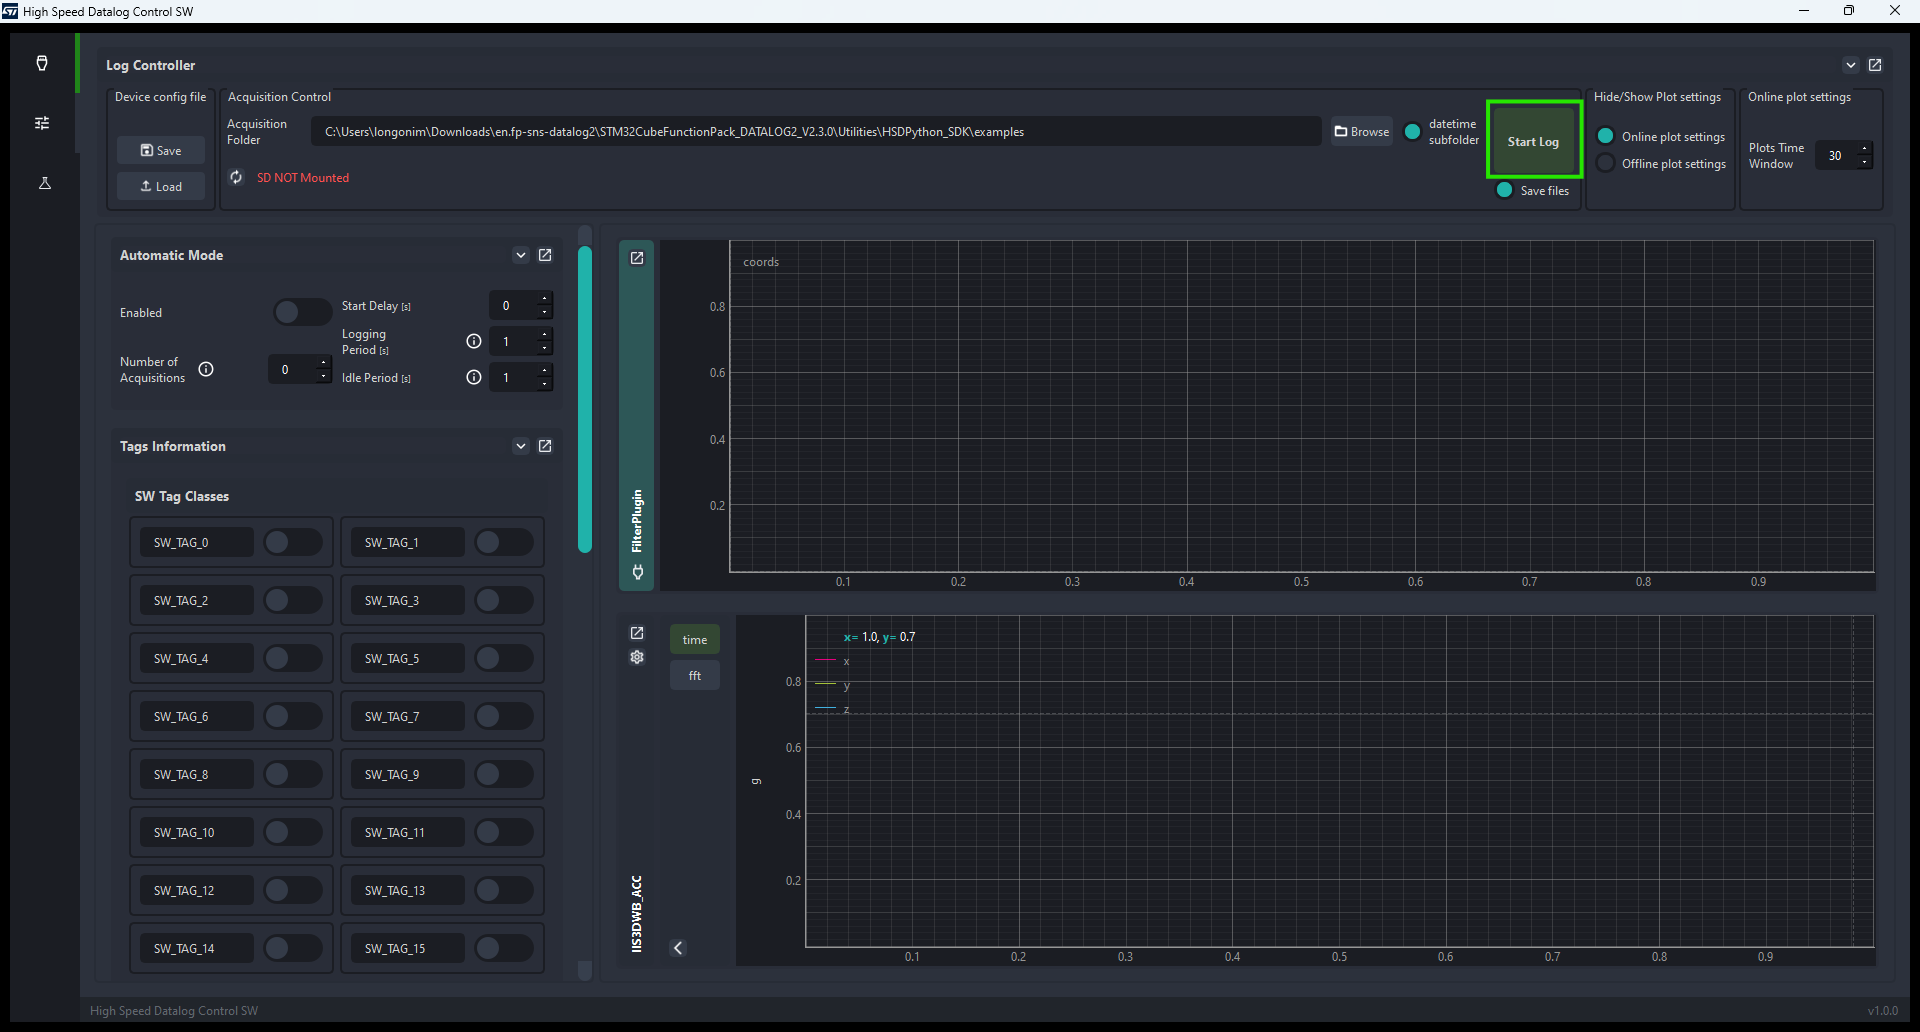 High Speed Datalog Control SW
Log Controller
Device config file
Save
Load
Acquisition Control
Acquisition
Folder
C:\Users\longonim\Downloads\en.fp-sns-datalog2\STM32CubeFunctionPack_DATALOG2_V2.3.0\Utilities\HSDPython_SDK\examples
Browse
datetime
subfolder
Start Log
SD NOT Mounted
Save files
Hide/Show Plot settings
Online plot settings
Offline plot settings
Online plot settings
Plots Time
Window
30
Automatic Mode
Enabled
Start Delay [s]
0
Logging
Period [s]
1
Number of
Acquisitions
0
Idle Period [s]
1
Tags Information
SW Tag Classes
SW_TAG_0
SW_TAG_1
SW_TAG_2
SW_TAG_3
SW_TAG_4
SW_TAG_5
SW_TAG_6
SW_TAG_7
SW_TAG_8
SW_TAG_9
SW_TAG_10
SW_TAG_11
SW_TAG_12
SW_TAG_13
SW_TAG_14
SW_TAG_15
FilterPlugin
coords
0.8
0.6
0.4
0.2
0.1 0.2 0.3 0.4 0.5 0.6 0.7 0.8 0.9
IIS3DWB_ACC
time
fft
x= 1.0, y= 0.7
x
y
z
g
0.8
0.6
0.4
0.2
0.1 0.2 0.3 0.4 0.5 0.6 0.7 0.8 0.9
High Speed Datalog Control SW
v1.0.0